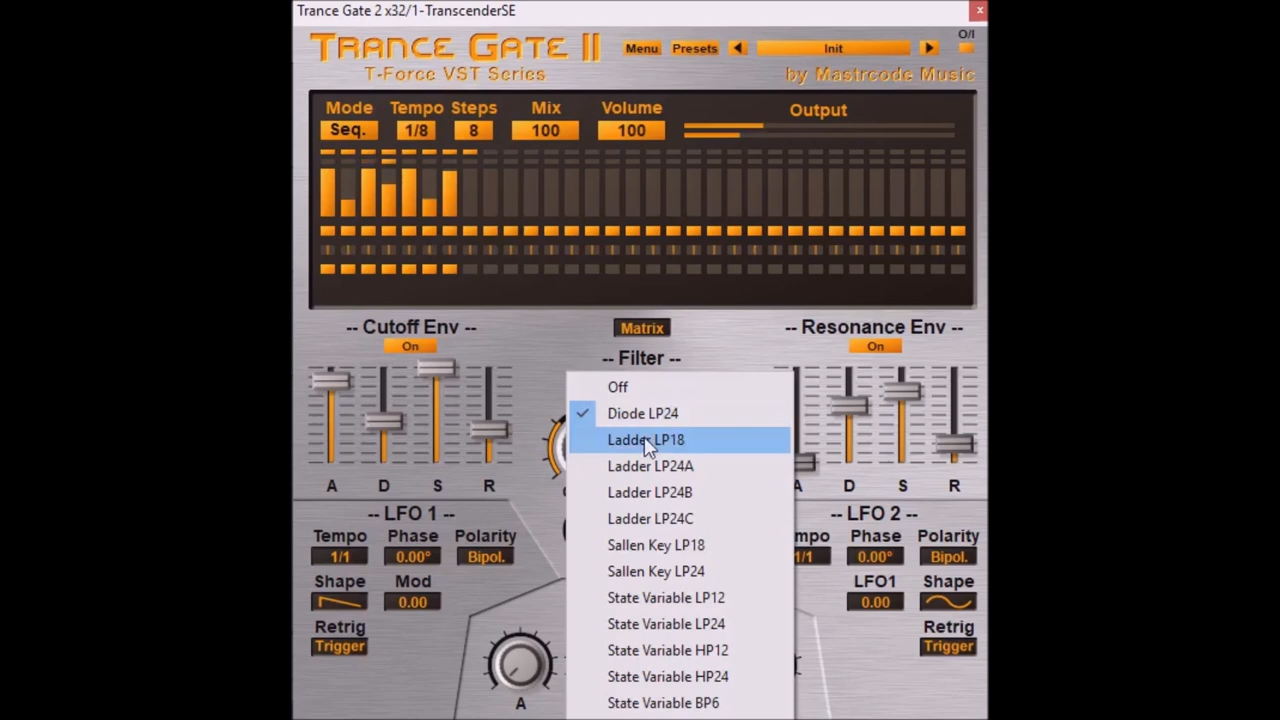 Trance Gate 2 x32/1-TranscenderSE
x
Trance Gate II
Menu
Presets
Init
O/I
T-Force VST Series
by Mastrcode Music
Mode Tempo Steps Mix Volume Output
Seq. 1/8 8 100 100
-- Cutoff Env --
On
Matrix
-- Filter --
-- Resonance Env --
On
Off
Diode LP24
Ladder LP18
Ladder LP24A
Ladder LP24B
Ladder LP24C
Sallen Key LP18
Sallen Key LP24
State Variable LP12
State Variable LP24
State Variable HP12
State Variable HP24
State Variable BP6
A D S R
A D S R
-- LFO 1 --
Tempo Phase Polarity
1/1 0.00° Bipol.
Shape Mod
0.00
Retrig
Trigger
A
-- LFO 2 --
Phase Polarity
1/1 0.00° Bipol.
LFO1 Shape
0.00
Retrig
Trigger